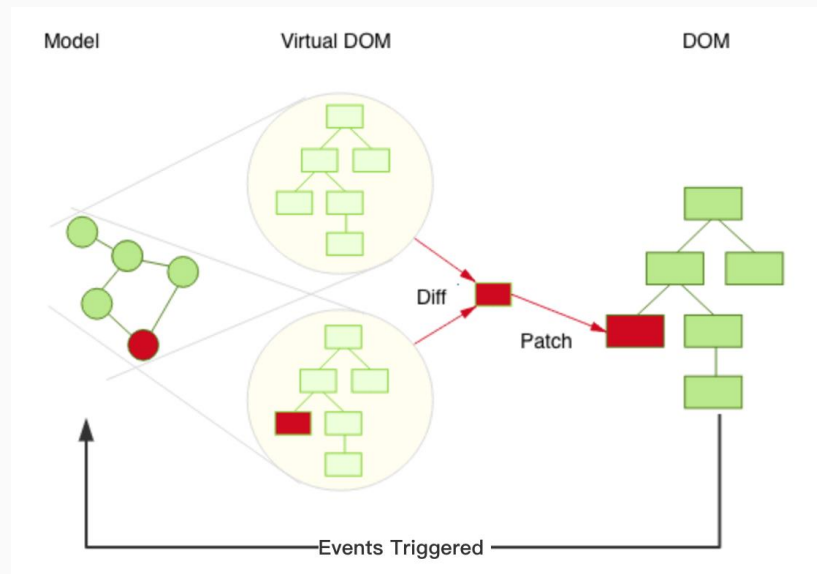 Model
Virtual DOM
DOM
Diff
Patch
Events Triggered